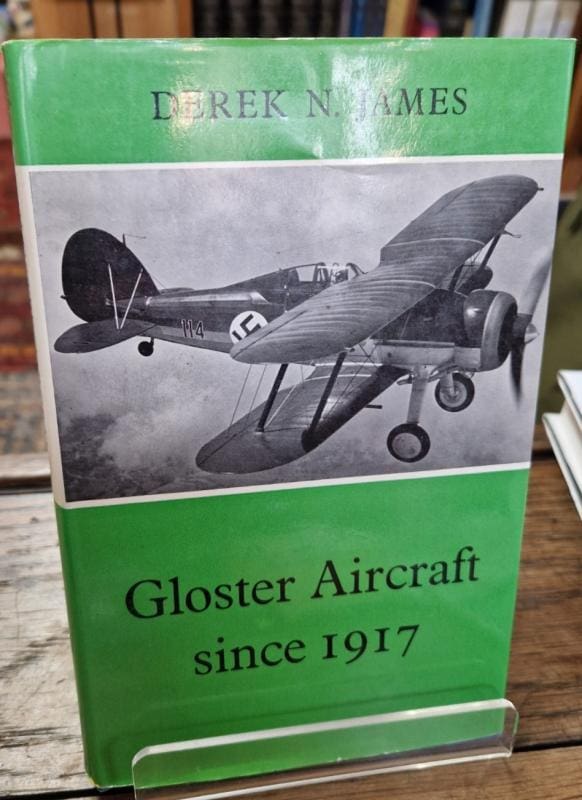 DEREK N. JAMES
114
Gloster Aircraft
since 1917